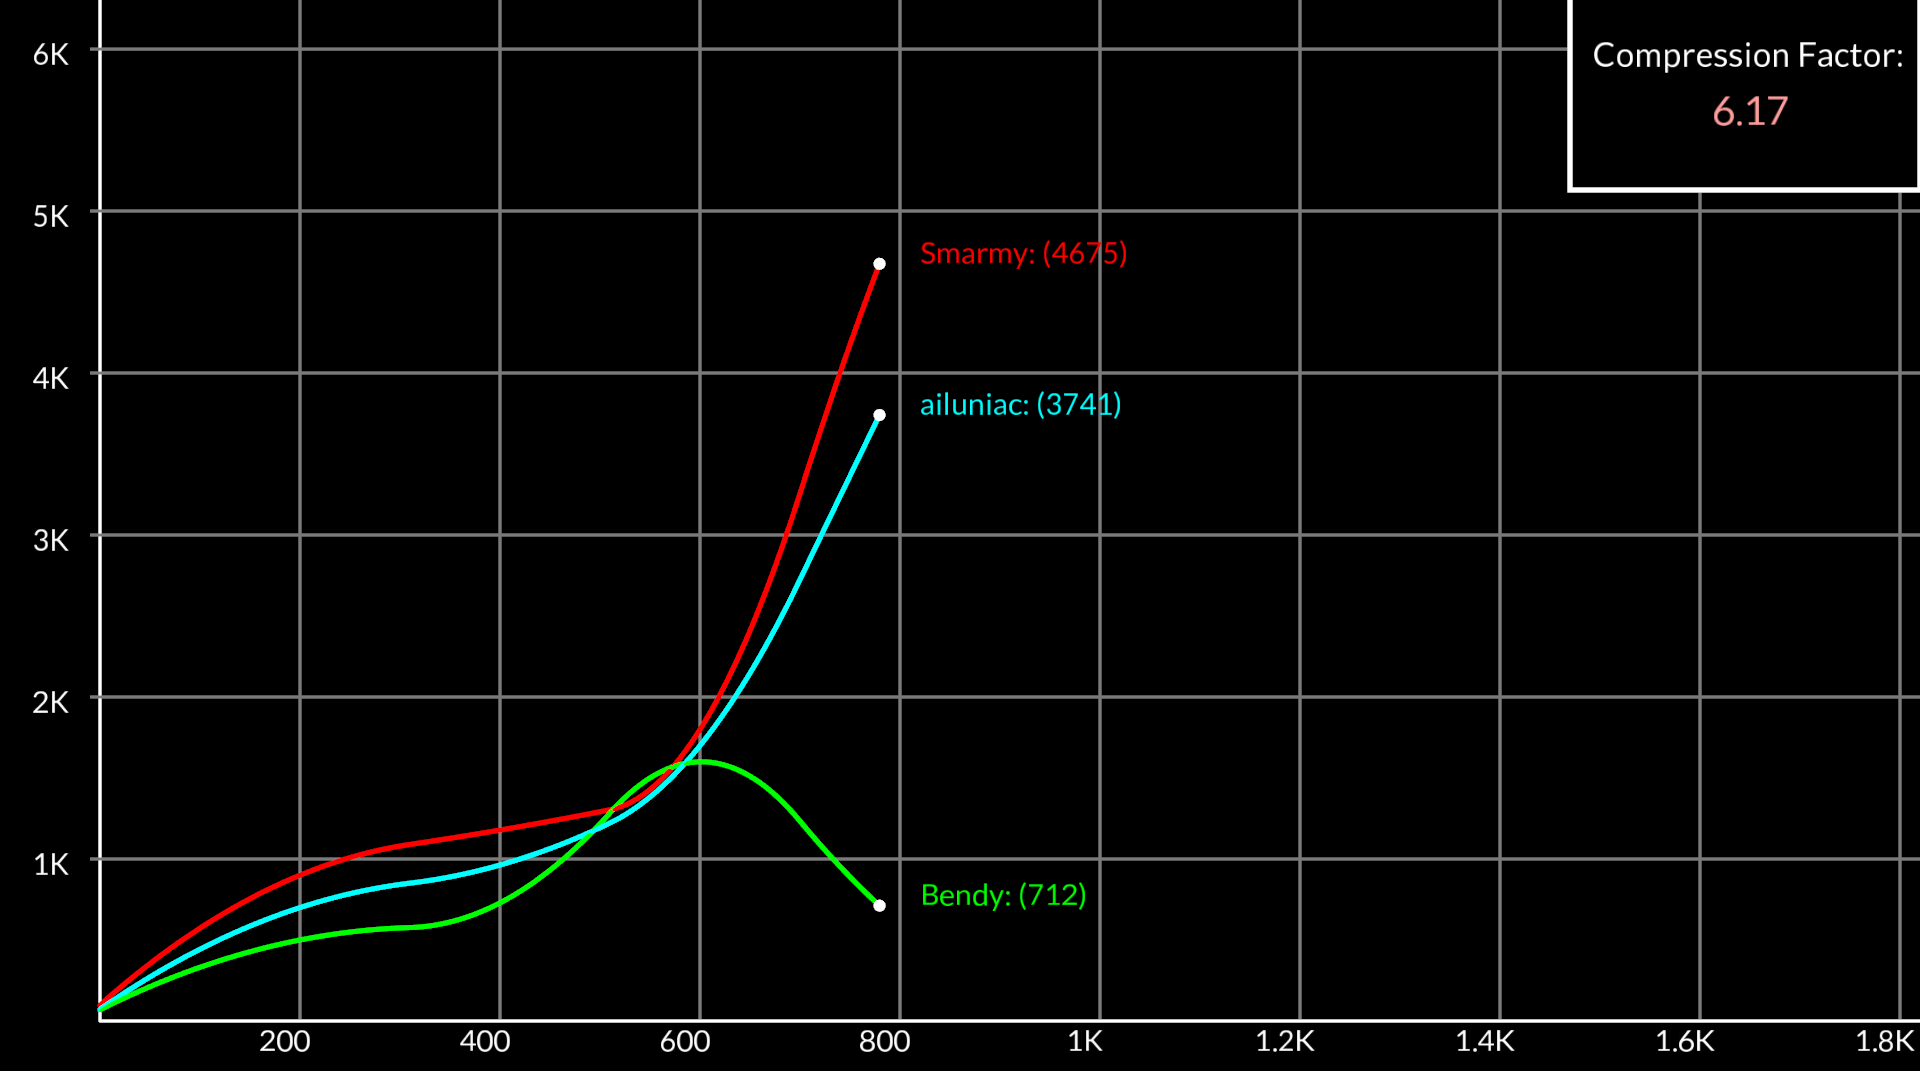 6K
5K
4K
3K
2K
1K
Compression Factor:
6.17
Smarmy: (4675)
ailuniac: (3741)
Bendy: (712)
200 400 600 800 1K 1.2K 1.4K 1.6K 1.8K